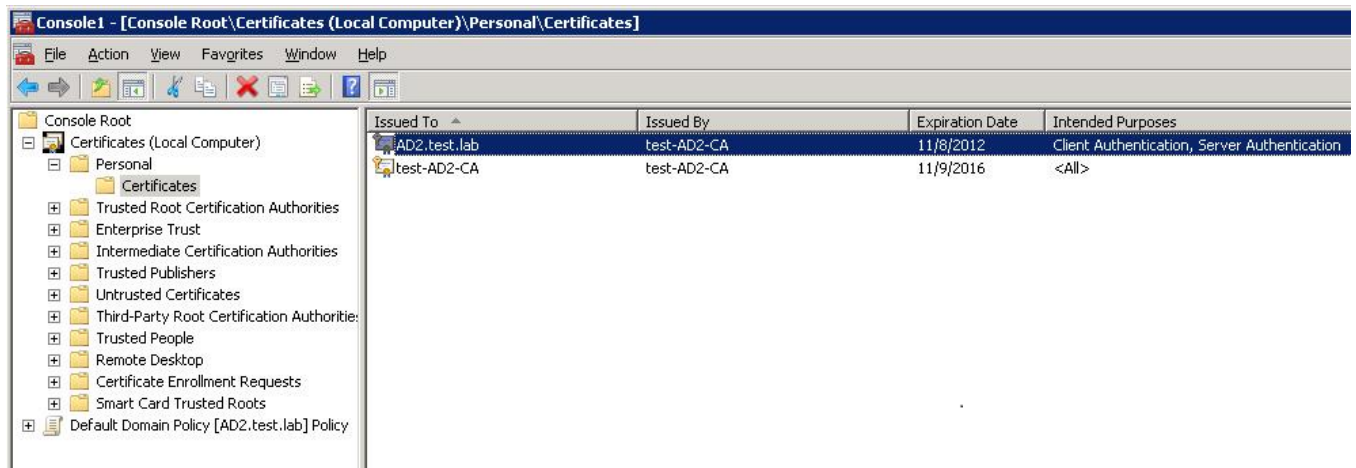 Console1 - [Console Root\Certificates (Local Computer)\Personal\Certificates]
File Action View Favorites Window Help
Console Root
Certificates (Local Computer)
Personal
Certificates
Trusted Root Certification Authorities
Enterprise Trust
Intermediate Certification Authorities
Trusted Publishers
Untrusted Certificates
Third-Party Root Certification Authoritie
Trusted People
Remote Desktop
Certificate Enrollment Requests
Smart Card Trusted Roots
Default Domain Policy [AD2.test.lab] Policy
Issued To Issued By Expiration Date Intended Purposes
AD2.test.lab test-AD2-CA 11/8/2012 Client Authentication, Server Authentication
test-AD2-CA test-AD2-CA 11/9/2016 <All>